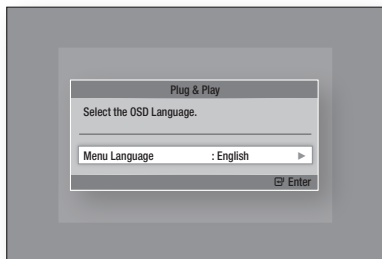 Plug & Play
Select the OSD Language.
Menu Language : English ►
Enter